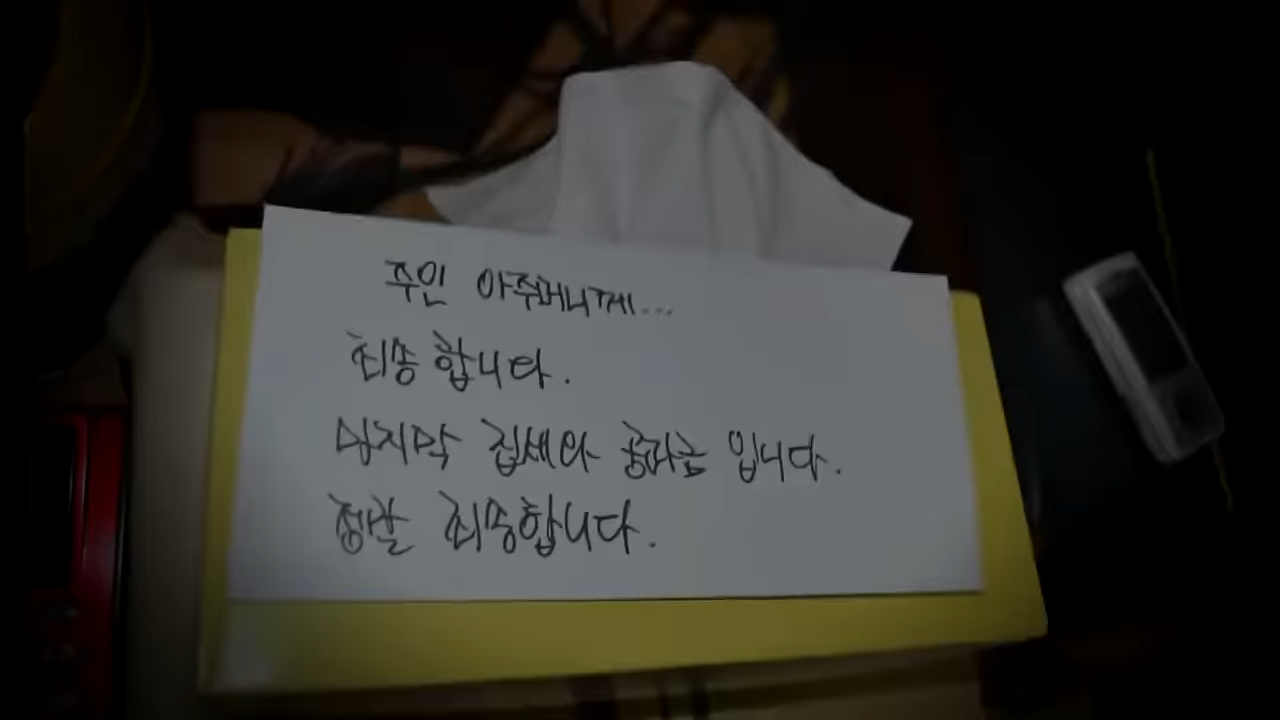 주인 아주머니께...
죄송합니다.
마지막 집세와 공과금 입니다.
정말 죄송합니다.